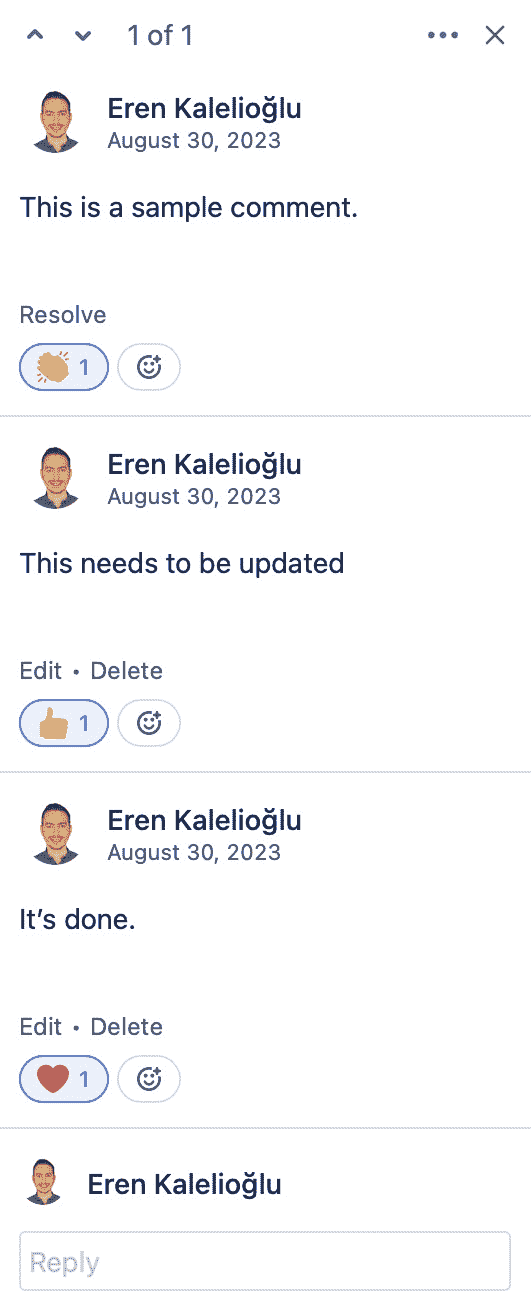 1 of 1
Eren Kalelioğlu
August 30, 2023
This is a sample comment.
Resolve
1
Eren Kalelioğlu
August 30, 2023
This needs to be updated
Edit • Delete
1
Eren Kalelioğlu
August 30, 2023
It’s done.
Edit • Delete
1
Eren Kalelioğlu
Reply